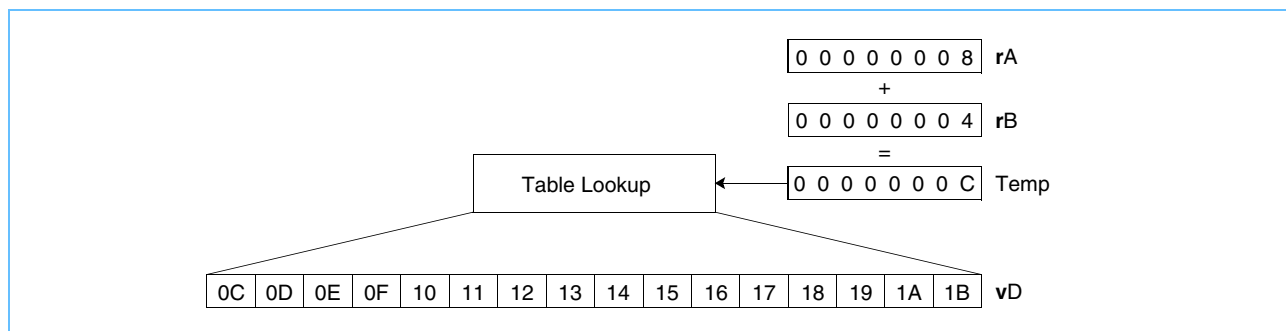 0 0 0 0 0 0 0 8 rA
+
0 0 0 0 0 0 0 4 rB
=
Table Lookup 0 0 0 0 0 0 0 C Temp
0C 0D 0E 0F 10 11 12 13 14 15 16 17 18 19 1A 1B vD